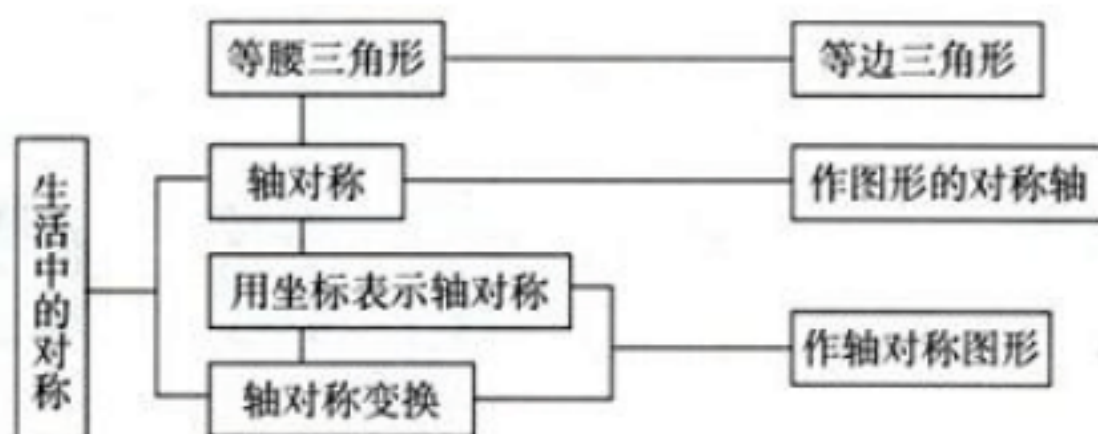 等腰三角形
等边三角形
生活中的对称
轴对称
作图形的对称轴
用坐标表示轴对称
作轴对称图形
轴对称变换